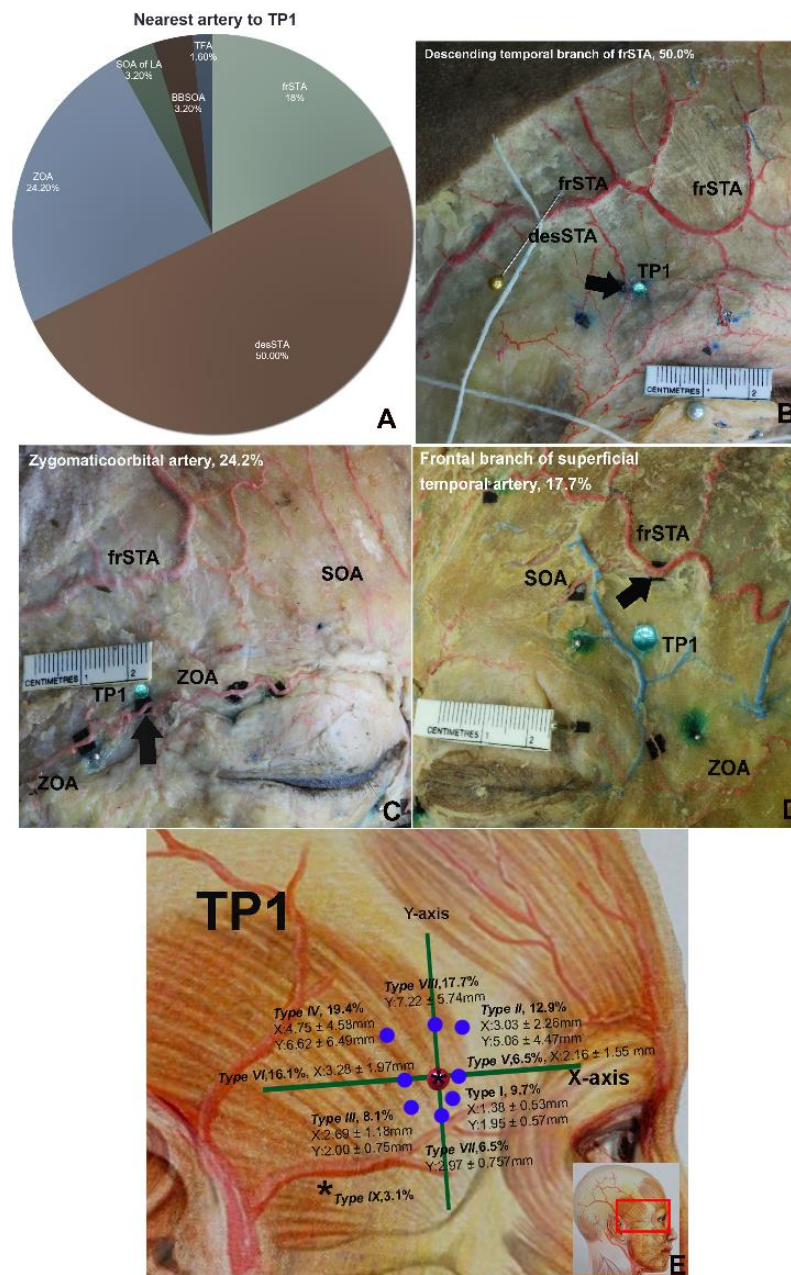 Nearest artery to TP1
TFA
1.60%
SOA of LA
3.20%
BBSOA
3.20%
frSTA
18%
ZOA
24.20%
desSTA
50.00%
A
Descending temporal branch of frSTA, 50.0%
frSTA
frSTA
desSTA
TP1
CENTIMETRES 1 2
B
Zygomaticoorbital artery, 24.2%
frSTA
SOA
CENTIMETRES 1 2
TP1
ZOA
ZOA
C
Frontal branch of superficial
temporal artery, 17.7%
frSTA
SOA
TP1
CENTIMETRES 1 2
ZOA
D
TP1
Y-axis
Type VIII,17.7%
Y:7.22 ± 5.74mm
Type IV, 19.4%
X:4.75 ± 4.58mm
Y:6.62 ± 6.49mm
Type II, 12.9%
X:3.03 ± 2.26mm
Y:5.06 ± 4.47mm
Type VI,16.1%, X:3.28 ± 1.97mm
*
Type V,6.5%, X:2.16 ± 1.55 mm
X-axis
Type I, 9.7%
X:1.38 ± 0.53mm
Y:1.95 ± 0.57mm
Type III, 8.1%
X:2.69 ± 1.18mm
Y:2.00 ± 0.75mm
Type VII,6.5%
Y:2.97 ± 0.757mm
*Type IX,3.1%
E